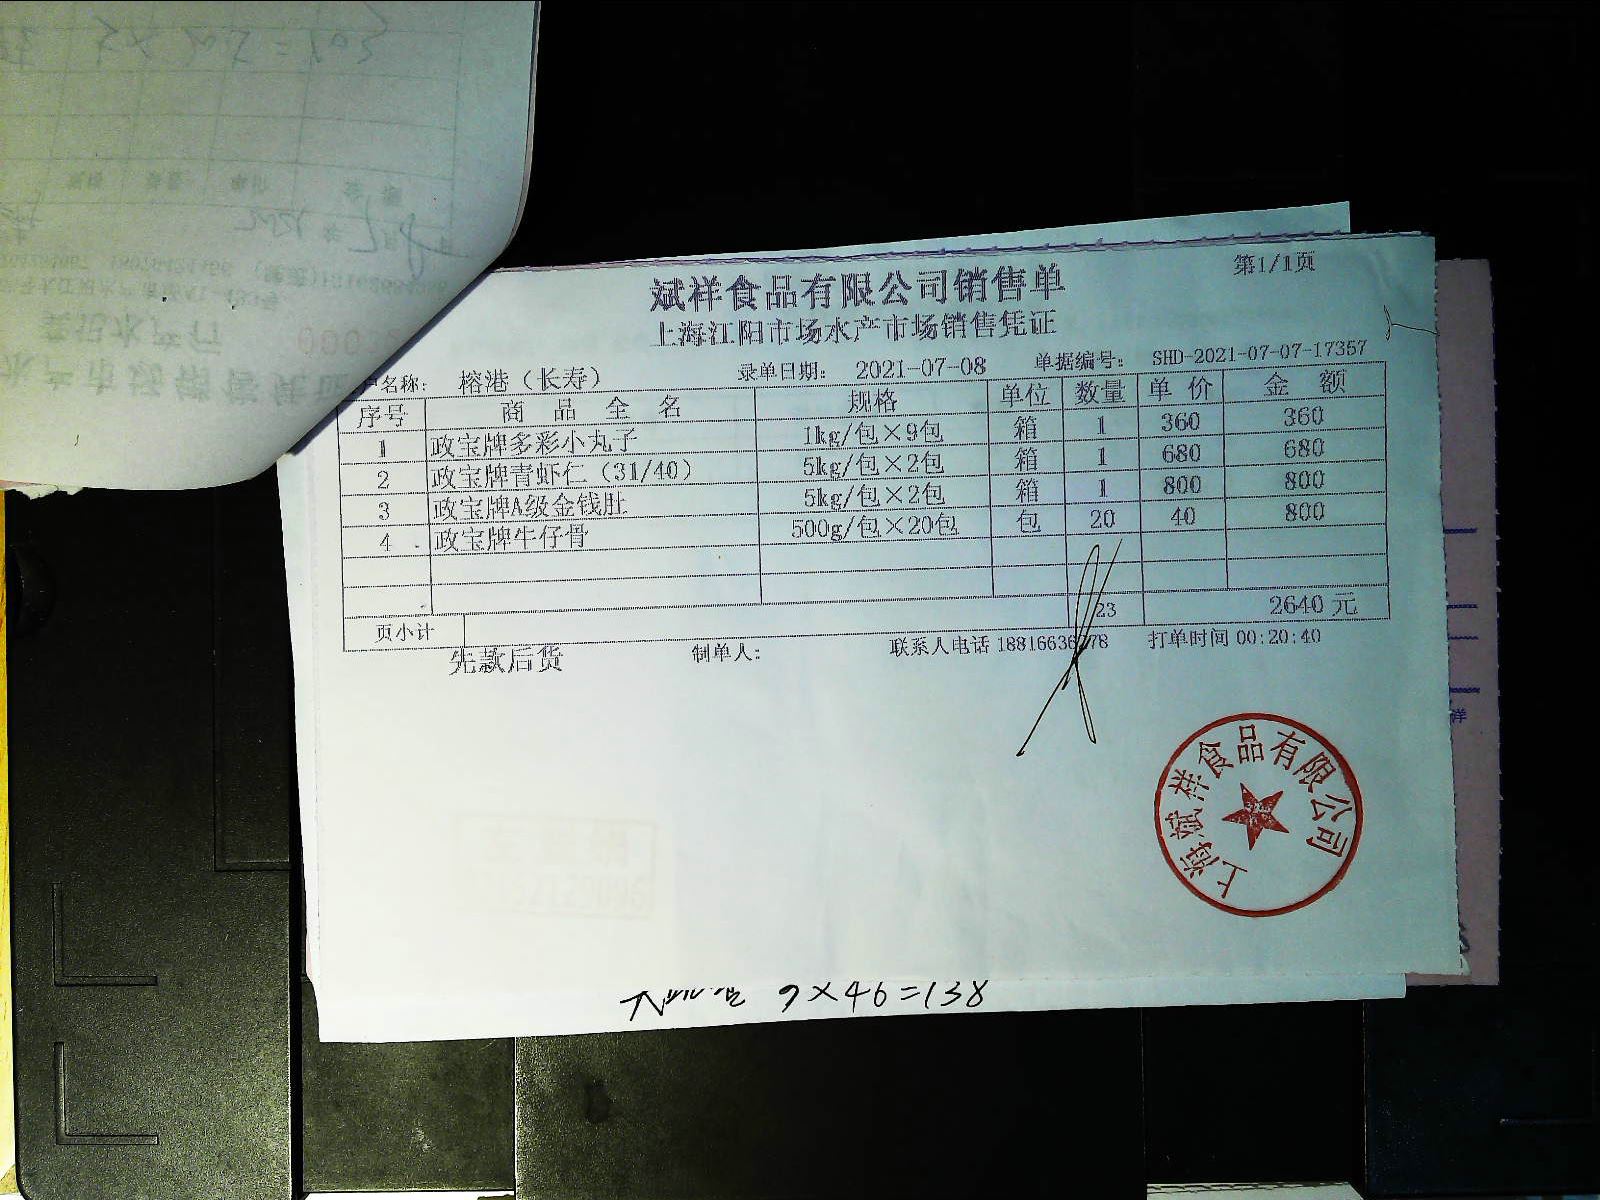 斌祥食品有限公司销售单
第1/1页
上海江阳市场水产市场销售凭证
户名称： 榕港（长寿） 录单日期： 2021-07-08 单据编号： SHD-2021-07-07-17357
序号 商品全名 规格 单位 数量 单价 金额
1 政宝牌多彩小丸子 1kg/包×9包 箱 1 360 360
2 政宝牌青虾仁（31/40） 5kg/包×2包 箱 1 680 680
3 政宝牌A级金钱肚 5kg/包×2包 箱 1 800 800
4 政宝牌牛仔骨 500g/包×20包 包 20 40 800
页小计 23 2640 元
先款后货 制单人： 联系人电话 18816636 78 打单时间 00:20:40
上海斌祥食品有限公司
×46=138